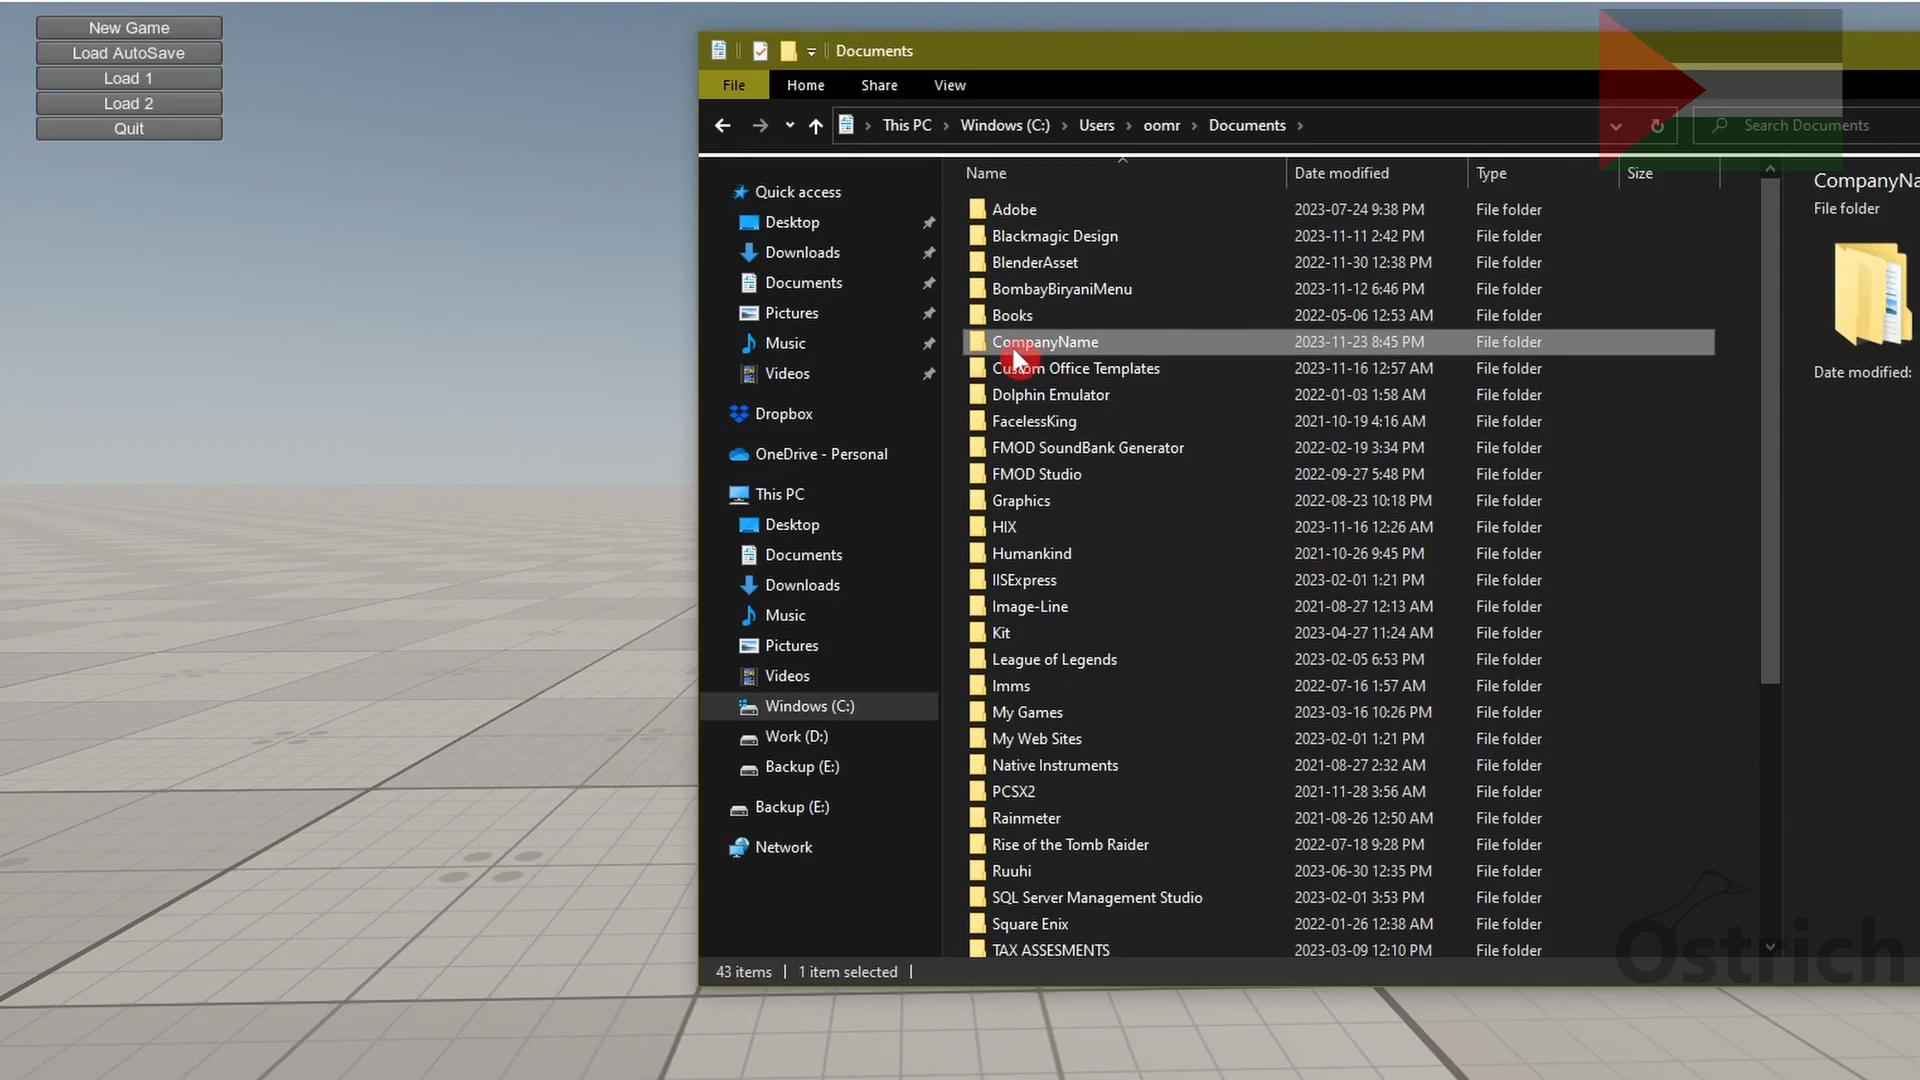 New Game
Load AutoSave
Load 1
Load 2
Quit
Documents
File Home Share View
This PC > Windows (C:) > Users > oomr > Documents >
Search Documents
Name Date modified Type Size
Quick access
Desktop
Downloads
Documents
Pictures
Music
Videos
Dropbox
OneDrive - Personal
This PC
Desktop
Documents
Downloads
Music
Pictures
Videos
Windows (C:)
Work (D:)
Backup (E:)
Backup (E:)
Network
Adobe 2023-07-24 9:38 PM File folder
Blackmagic Design 2023-11-11 2:42 PM File folder
BlenderAsset 2022-11-30 12:38 PM File folder
BombayBiryaniMenu 2023-11-12 6:46 PM File folder
Books 2022-05-06 12:53 AM File folder
CompanyName 2023-11-23 8:45 PM File folder
Custom Office Templates 2023-11-16 12:57 AM File folder
Dolphin Emulator 2022-01-03 1:58 AM File folder
FacelessKing 2021-10-19 4:16 AM File folder
FMOD SoundBank Generator 2022-02-19 3:34 PM File folder
FMOD Studio 2022-09-27 5:48 PM File folder
Graphics 2022-08-23 10:18 PM File folder
HIX 2023-11-16 12:26 AM File folder
Humankind 2021-10-26 9:45 PM File folder
IISExpress 2023-02-01 1:21 PM File folder
Image-Line 2021-08-27 12:13 AM File folder
Kit 2023-04-27 11:24 AM File folder
League of Legends 2023-02-05 6:53 PM File folder
lmms 2022-07-16 1:57 AM File folder
My Games 2023-03-16 10:26 PM File folder
My Web Sites 2023-02-01 1:21 PM File folder
Native Instruments 2021-08-27 2:32 AM File folder
PCSX2 2021-11-28 3:56 AM File folder
Rainmeter 2021-08-26 12:50 AM File folder
Rise of the Tomb Raider 2022-07-18 9:28 PM File folder
Ruuhi 2023-06-30 12:35 PM File folder
SQL Server Management Studio 2023-02-01 3:53 PM File folder
Square Enix 2022-01-26 12:38 AM File folder
TAX ASSESMENTS 2023-03-09 12:10 PM File folder
CompanyNa
File folder
Date modified:
43 items | 1 item selected |
Ostrich